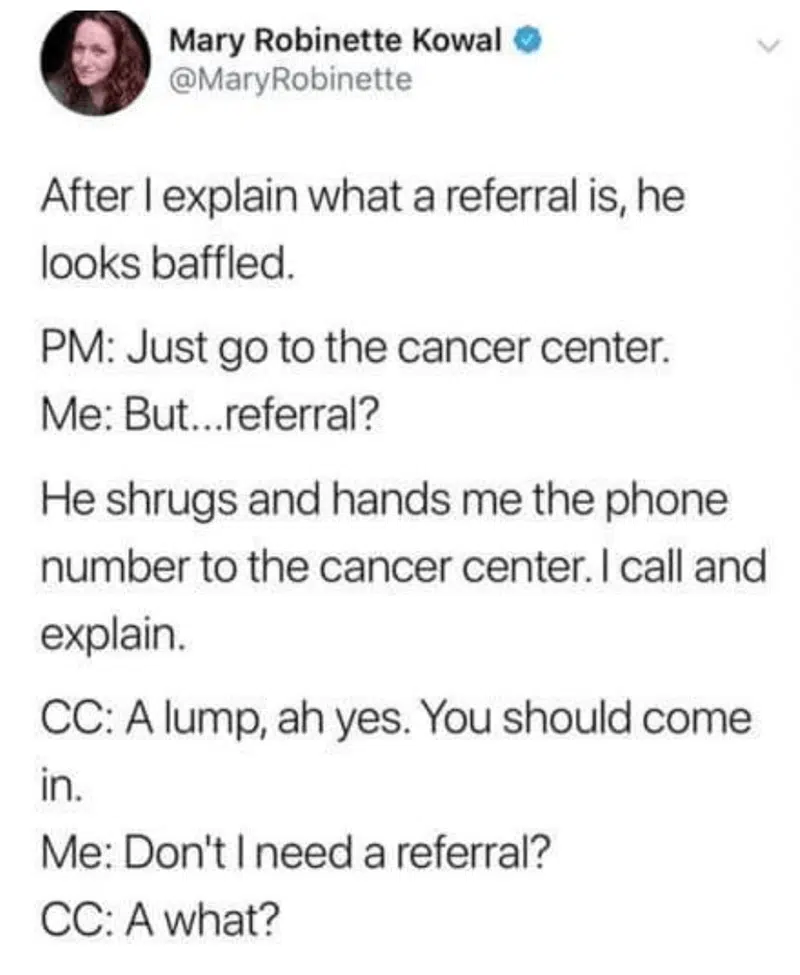 Mary Robinette Kowal
@MaryRobinette
After I explain what a referral is, he
looks baffled.
PM: Just go to the cancer center.
Me: But...referral?
He shrugs and hands me the phone
number to the cancer center. I call and
explain.
CC: A lump, ah yes. You should come
in.
Me: Don't I need a referral?
CC: A what?